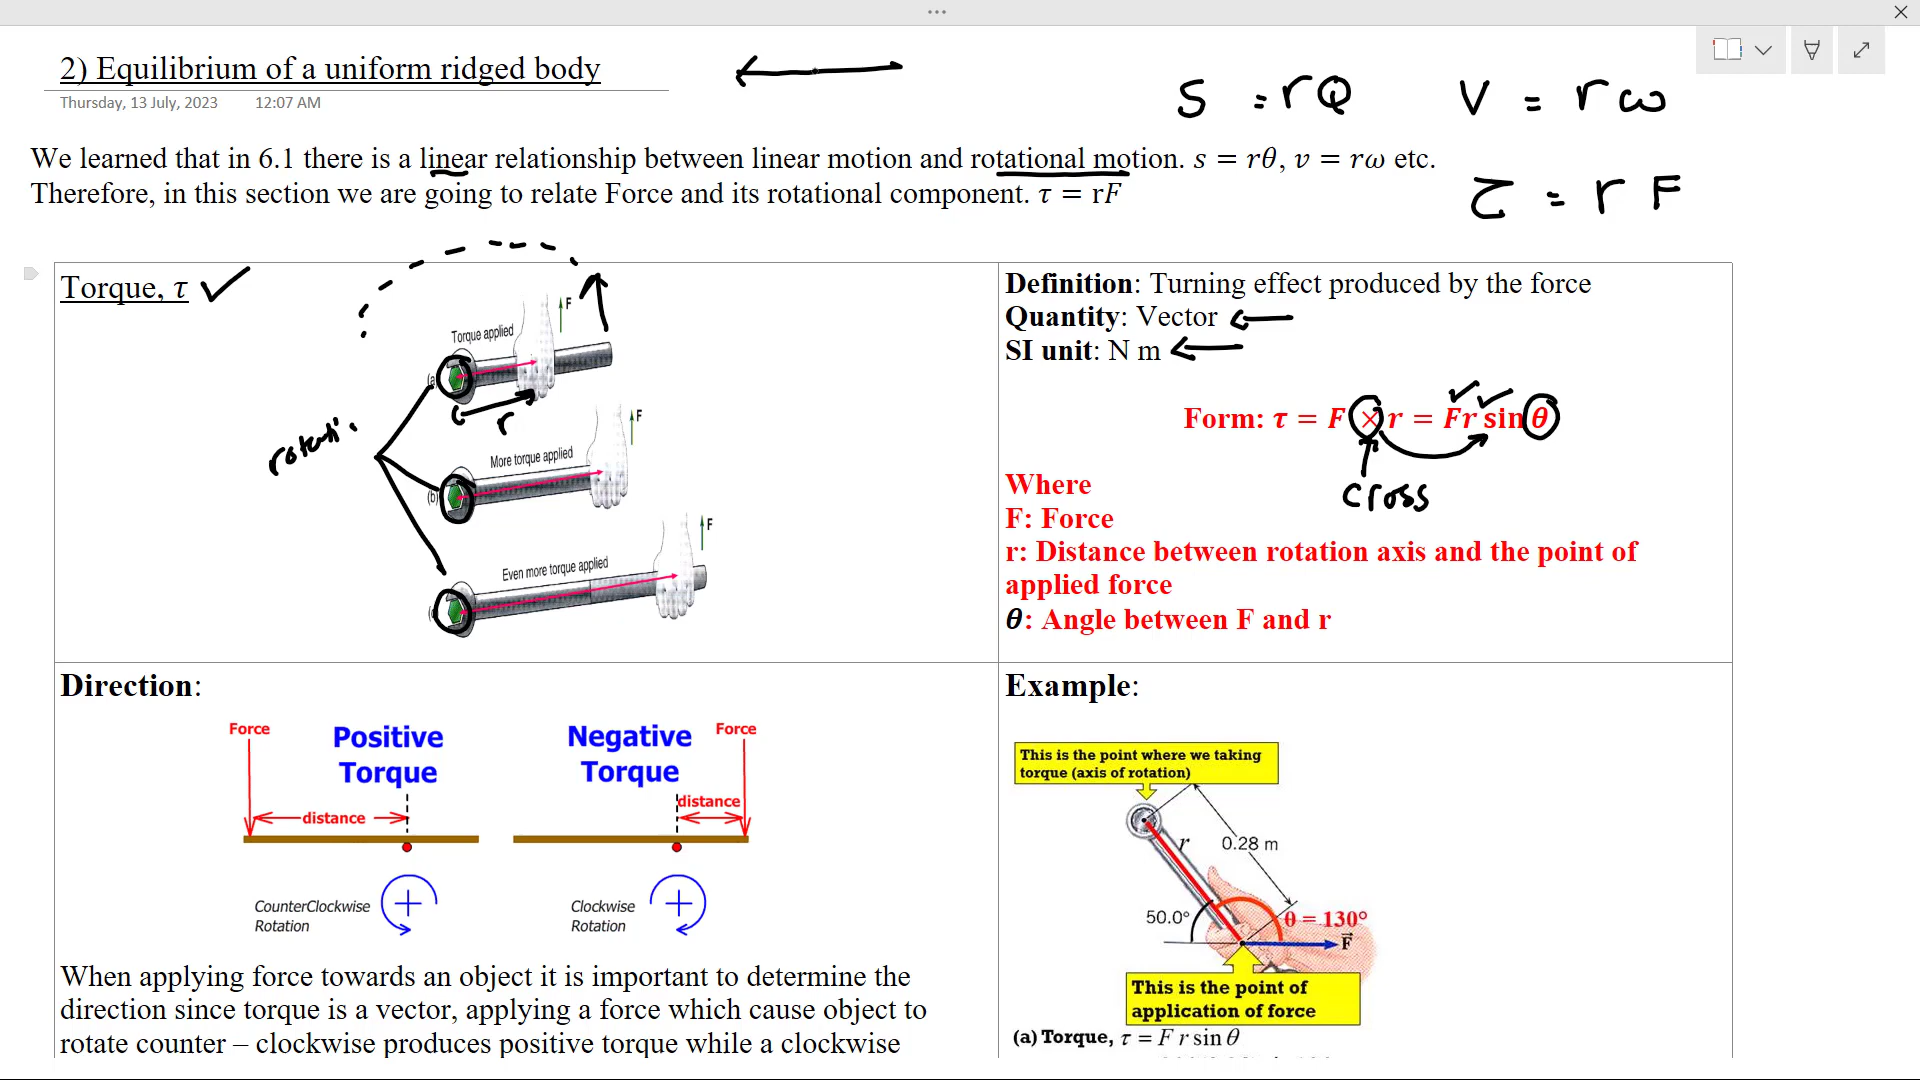 2) Equilibrium of a uniform ridged body
Thursday, 13 July, 2023 12:07 AM
S = rQ V = rω
We learned that in 6.1 there is a linear relationship between linear motion and rotational motion. s = rθ, v = rω etc.
Therefore, in this section we are going to relate Force and its rotational component. τ = rF
τ = r F
Torque, τ
Torque applied
F
(a)
r
rotati
More torque applied
F
(b)
Even more torque applied
F
Definition: Turning effect produced by the force
Quantity: Vector
SI unit: N m
Form: τ = F × r = Fr sin θ
cross
Where
F: Force
r: Distance between rotation axis and the point of
applied force
θ: Angle between F and r
Direction:
Force
Positive
Torque
distance
CounterClockwise
Rotation
Negative
Torque
Force
distance
Clockwise
Rotation
When applying force towards an object it is important to determine the
direction since torque is a vector, applying a force which cause object to
rotate counter – clockwise produces positive torque while a clockwise
Example:
This is the point where we taking
torque (axis of rotation)
r
0.28 m
50.0°
θ = 130°
F
This is the point of
application of force
(a) Torque, τ = F r sin θ